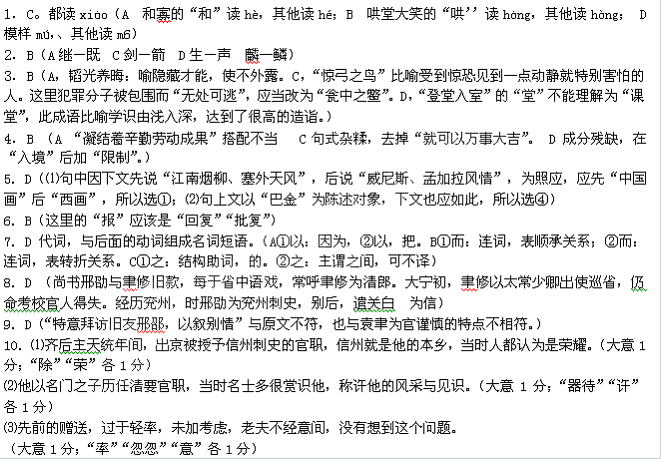 1. C。都读xiào（A 和寡的“和”读hè，其他读hé；B 哄堂大笑的“哄’’读hōng，其他读hòng； D
模样mú，、其他读mó）
2. B（A继一既 C剑一箭 D生一声 麟一鳞）
3. B（A，韬光养晦：喻隐藏才能，使不外露。C，“惊弓之鸟”比喻受到惊恐见到一点动静就特别害怕的
人。这里犯罪分子被包围而“无处可逃”，应当改为“瓮中之鳖”。D，“登堂入室”的“堂”不能理解为“课
堂”，此成语比喻学识由浅入深，达到了很高的造诣。）
4. B （A “凝结着辛勤劳动成果”搭配不当 C 句式杂糅，去掉“就可以万事大吉”。 D 成分残缺，在
“入境”后加“限制”。）
5. D（⑴句中因下文先说“江南烟柳、塞外天风”，后说“威尼斯、孟加拉风情”，为照应，应先“中国
画”后“西画”，所以选①；⑵句上文以“巴金”为陈述对象，下文也应如此，所以选④）
6. B（这里的“报”应该是“回复”“批复”）
7. D 代词，与后面的动词组成名词短语。（A①以：因为，②以，把。B①而：连词，表顺承关系；②而：
连词，表转折关系。C①之：结构助词，的。②之：主谓之间，可不译）
8. D （尚书邢劭与聿修旧款，每于省中语戏，常呼聿修为清郎。大宁初，聿修以太常少卿出使巡省，仍
命考校官人得失。经历兖州，时邢劭为兖州刺史，别后，遣关白 为信）
9. D（“特意拜访旧友邢邵，以叙别情”与原文不符，也与袁聿为官谨慎的特点不相符。）
10. ⑴齐后主天统年间，出京被授予信州刺史的官职，信州就是他的本乡，当时人都认为是荣耀。（大意1
分；“除”“荣”各1分）
⑵他以名门之子历任清要官职，当时名士多很赏识他，称许他的风采与见识。（大意 1 分；“器待”“许”
各1分）
⑶先前的赠送，过于轻率，未加考虑，老夫不经意间，没有想到这个问题。
（大意1分；“率”“忽忽”“意”各1分）